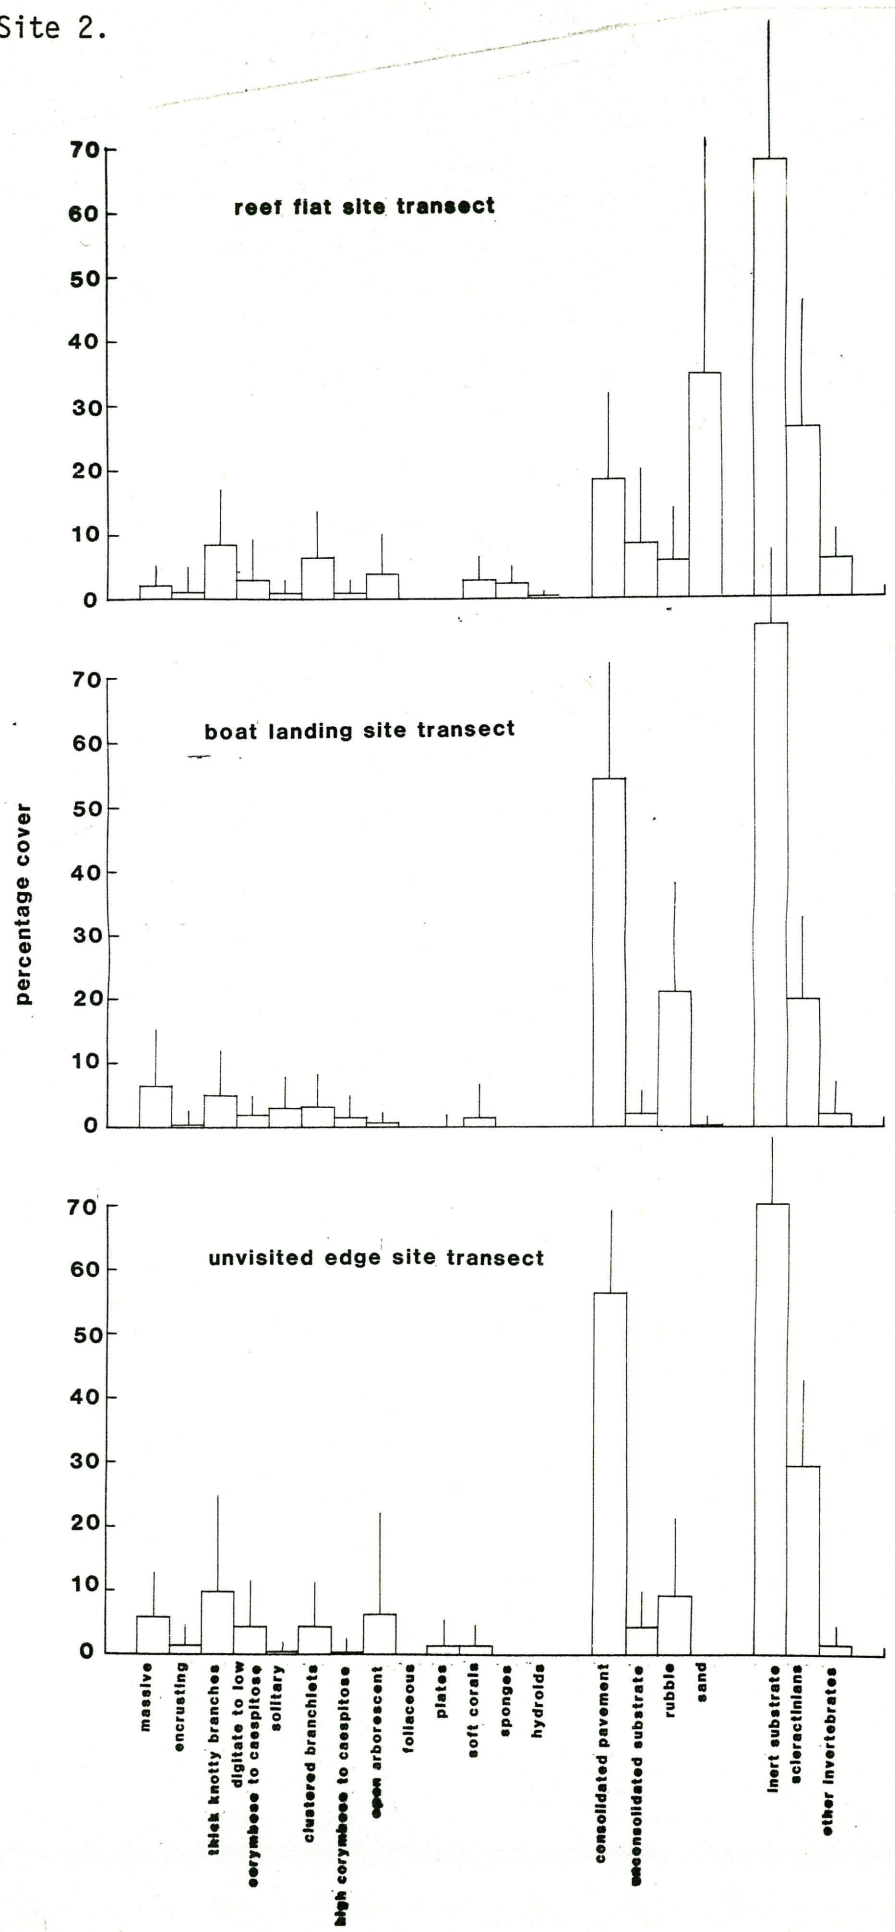 Site 2.
70
60
50
40
30
20
10
0
reef flat site transect
percentage cover
70
60
50
40
30
20
10
0
boat landing site transect
70
60
50
40
30
20
10
0
unvisited edge site transect
massive
encrusting
thick knotty branches
digitate to low
corymbose to caespitose
solitary
clustered branchlets
high corymbose to caespitose
open arborescent
foliaceous
plates
soft corals
sponges
hydroids
consolidated pavement
unconsolidated substrate
rubble
sand
inert substrate
scleractinians
other invertebrates